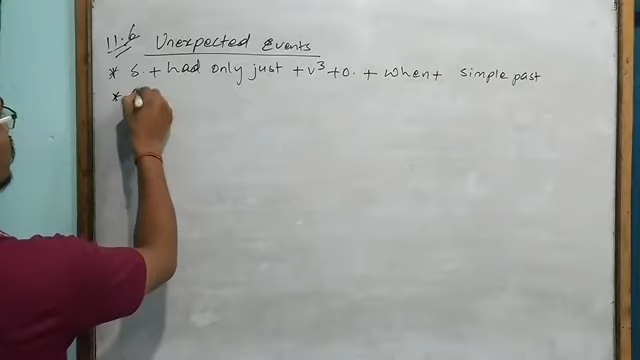 11.6 Unexpected Events
* S. + had only just + v³ + o. + when + simple past
*